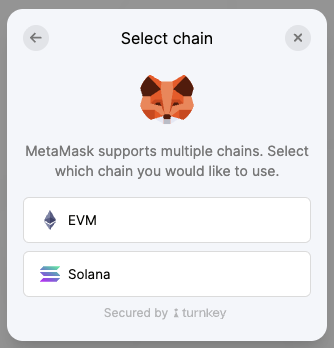 Select chain
MetaMask supports multiple chains. Select
which chain you would like to use.
EVM
Solana
Secured by turnkey